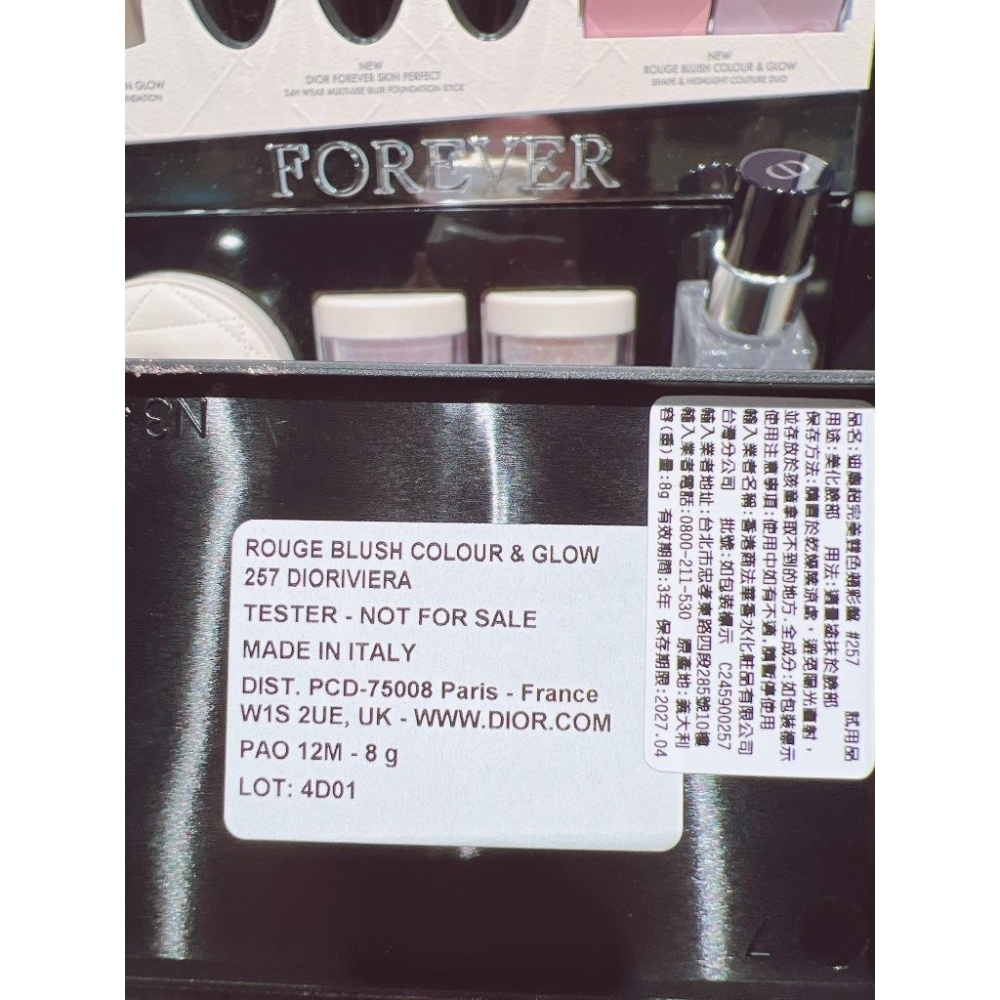 N GLOW
NDATION
NEW
DIOR FOREVER SKIN PERFECT
24H WEAR MULTI-USE BLUR FOUNDATION STICK
NEW
ROUGE BLUSH COLOUR & GLOW
SHAPE & HIGHLIGHT COUTURE DUO
FOREVER
N3
ROUGE BLUSH COLOUR & GLOW
257 DIORIVIERA
TESTER - NOT FOR SALE
MADE IN ITALY
DIST. PCD-75008 Paris - France
W1S 2UE, UK - WWW.DIOR.COM
PAO 12M - 8 g
LOT: 4D01
品名:迪奧超完美雙色頰彩盤 #257 試用品
用途:美化臉部 用法:適量塗抹於臉部
保存方法:請置於乾燥陰涼處，避免陽光直射，
並存放於孩童拿取不到的地方.全成分:如包裝標示
使用注意事項:使用中如有不適,請暫停使用
輸入業者名稱:香港商法華香水化粧品有限公司
台灣分公司 批號:如包裝標示 C245900257
輸入業者地址:台北市忠孝東路四段285號10樓
輸入業者電話:0800-211-530 原產地:義大利
容(重)量:8g 有效期間:3年 保存期限:2027.04
7